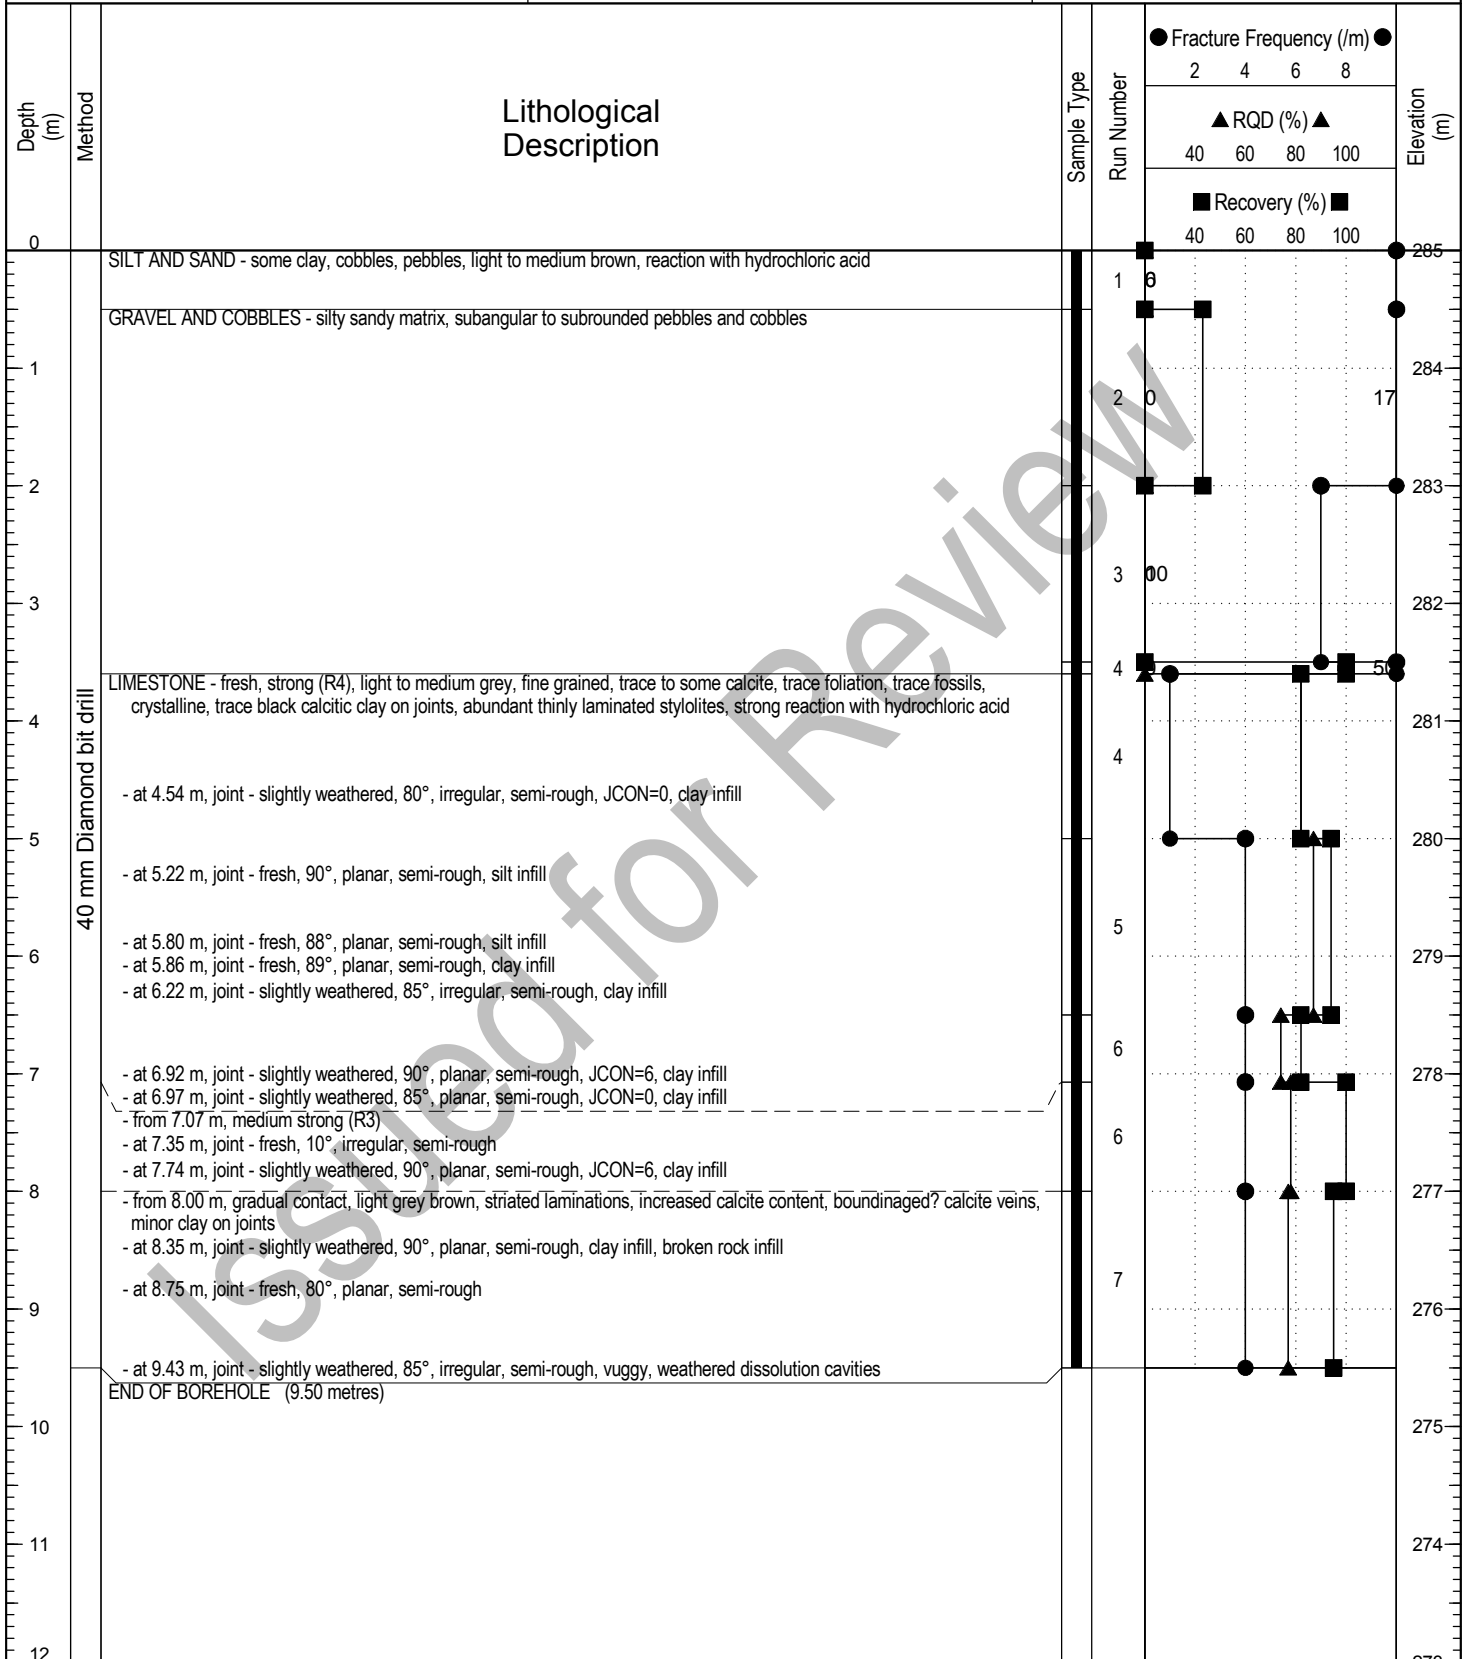 Depth (m)
Method
Lithological
Description
Sample Type
Run Number
Fracture Frequency (/m)
2 4 6 8
RQD (%)
40 60 80 100
Recovery (%)
40 60 80 100
Elevation (m)
0
285
SILT AND SAND - some clay, cobbles, pebbles, light to medium brown, reaction with hydrochloric acid
1
GRAVEL AND COBBLES - silty sandy matrix, subangular to subrounded pebbles and cobbles
1 284
2 0 17
2 283
3
3 282
4
LIMESTONE - fresh, strong (R4), light to medium grey, fine grained, trace to some calcite, trace foliation, trace fossils,
crystalline, trace black calcitic clay on joints, abundant thinly laminated stylolites, strong reaction with hydrochloric acid
4 281
4
40 mm Diamond bit drill
- at 4.54 m, joint - slightly weathered, 80°, irregular, semi-rough, JCON=0, clay infill
5 280
- at 5.22 m, joint - fresh, 90°, planar, semi-rough, silt infill
5
- at 5.80 m, joint - fresh, 88°, planar, semi-rough, silt infill
6 279
- at 5.86 m, joint - fresh, 89°, planar, semi-rough, clay infill
- at 6.22 m, joint - slightly weathered, 85°, irregular, semi-rough, clay infill
6
7 278
- at 6.92 m, joint - slightly weathered, 90°, planar, semi-rough, JCON=6, clay infill
- at 6.97 m, joint - slightly weathered, 85°, planar, semi-rough, JCON=0, clay infill
- from 7.07 m, medium strong (R3)
6
- at 7.35 m, joint - fresh, 10°, irregular, semi-rough
- at 7.74 m, joint - slightly weathered, 90°, planar, semi-rough, JCON=6, clay infill
8 277
- from 8.00 m, gradual contact, light grey brown, striated laminations, increased calcite content, boundinaged? calcite veins,
minor clay on joints
- at 8.35 m, joint - slightly weathered, 90°, planar, semi-rough, clay infill, broken rock infill
7
- at 8.75 m, joint - fresh, 80°, planar, semi-rough
9 276
- at 9.43 m, joint - slightly weathered, 85°, irregular, semi-rough, vuggy, weathered dissolution cavities
END OF BOREHOLE (9.50 metres)
10 275
11 274
12
Issued for Review